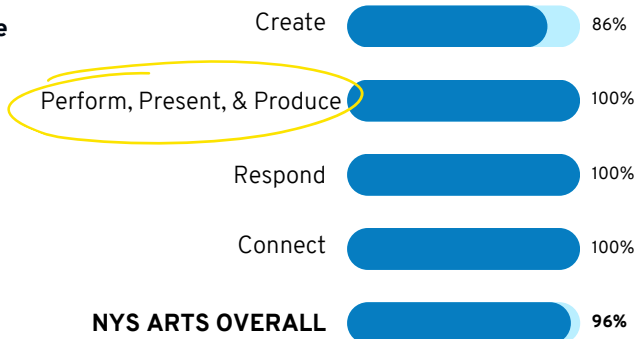 Create 86%
Perform, Present, & Produce 100%
Respond 100%
Connect 100%
NYS ARTS OVERALL 96%